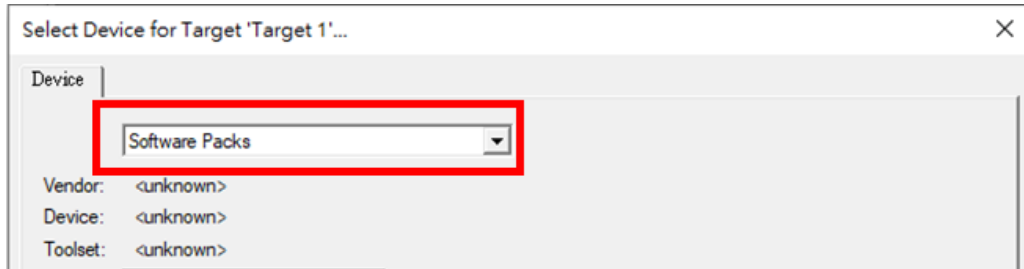 Select Device for Target 'Target 1'...
Device
Software Packs
Vendor: <unknown>
Device: <unknown>
Toolset: <unknown>